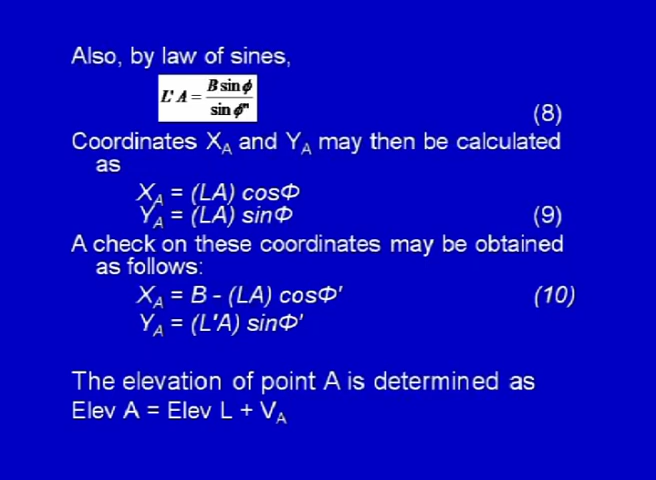 Also, by law of sines,
L' A = B sin ϕ / sin ϕ'' (8)
Coordinates X_A and Y_A may then be calculated
as
X_A = (LA) cosΦ
Y_A = (LA) sinΦ (9)
A check on these coordinates may be obtained
as follows:
X_A = B - (LA) cosΦ' (10)
Y_A = (L'A) sinΦ'
The elevation of point A is determined as
Elev A = Elev L + V_A